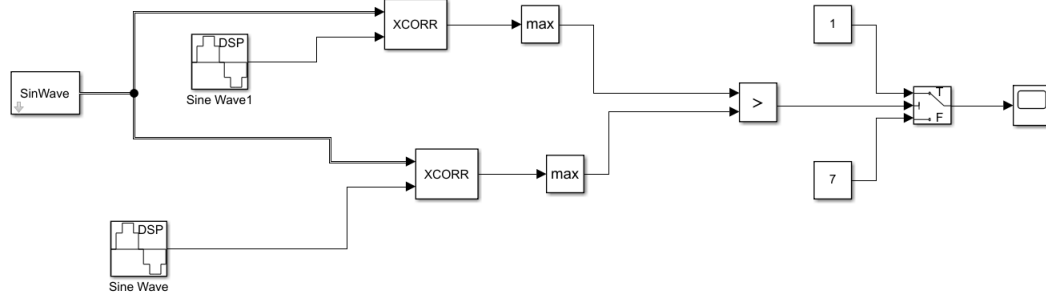 XCORR
max
1
DSP
SinWave
Sine Wave1
>
T
F
XCORR
max
7
DSP
Sine Wave